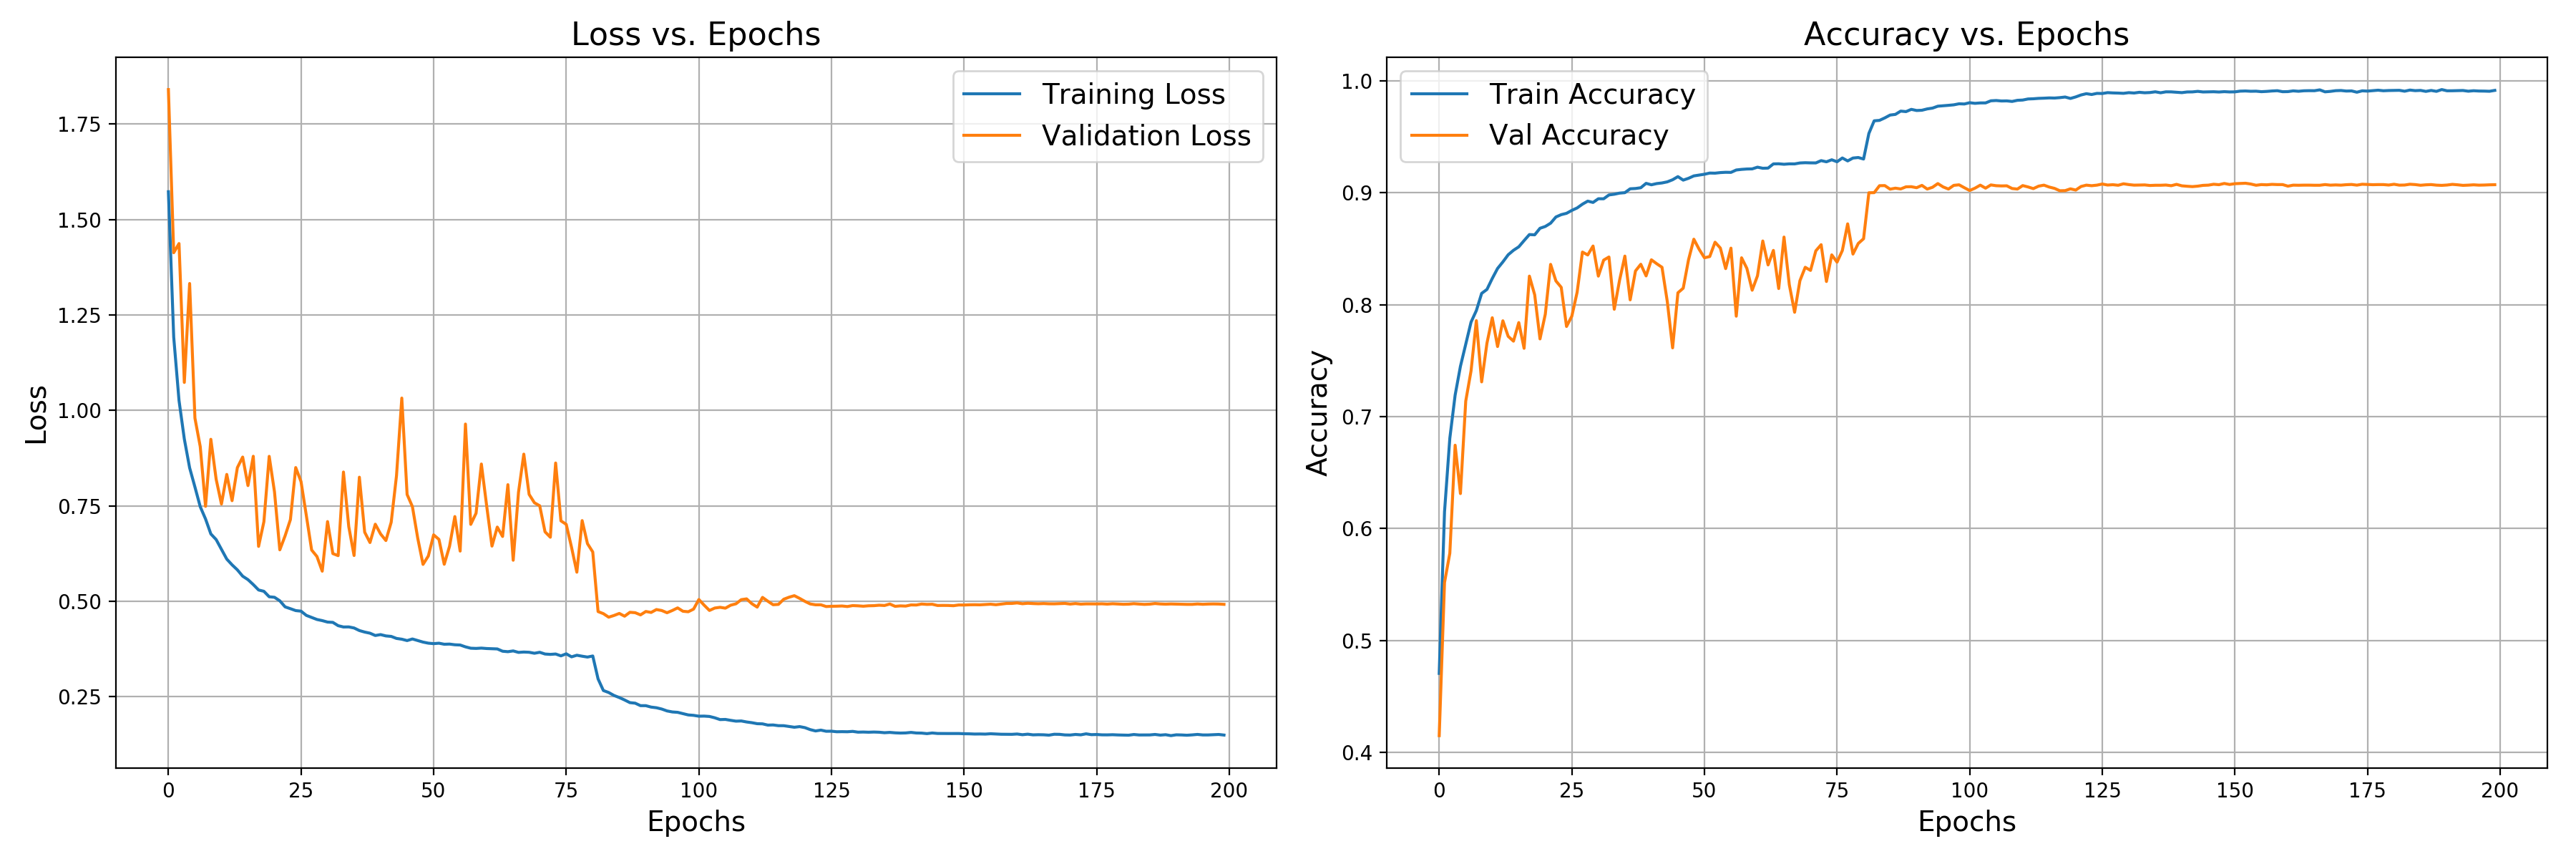 Loss vs. Epochs
Training Loss
Validation Loss
1.75
1.50
1.25
1.00
0.75
0.50
0.25
Loss
0 25 50 75 100 125 150 175 200
Epochs
Accuracy vs. Epochs
Train Accuracy
Val Accuracy
1.0
0.9
0.8
0.7
0.6
0.5
0.4
Accuracy
0 25 50 75 100 125 150 175 200
Epochs